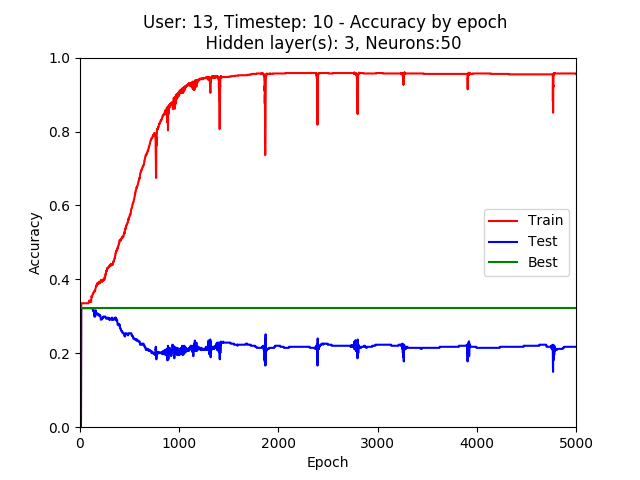 User: 13, Timestep: 10 - Accuracy by epoch
Hidden layer(s): 3, Neurons:50
1.0
0.8
0.6
0.4
0.2
0.0
Accuracy
Train
Test
Best
0 1000 2000 3000 4000 5000
Epoch